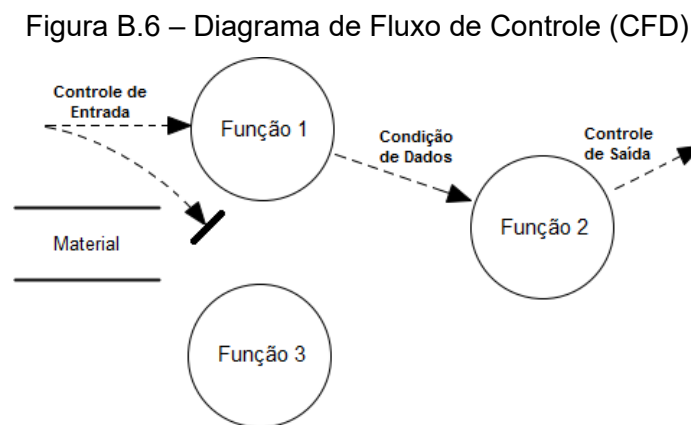 Figura B.6 – Diagrama de Fluxo de Controle (CFD)
Controle de
Entrada
Função 1
Condição
de Dados
Controle
de Saída
Função 2
Material
Função 3